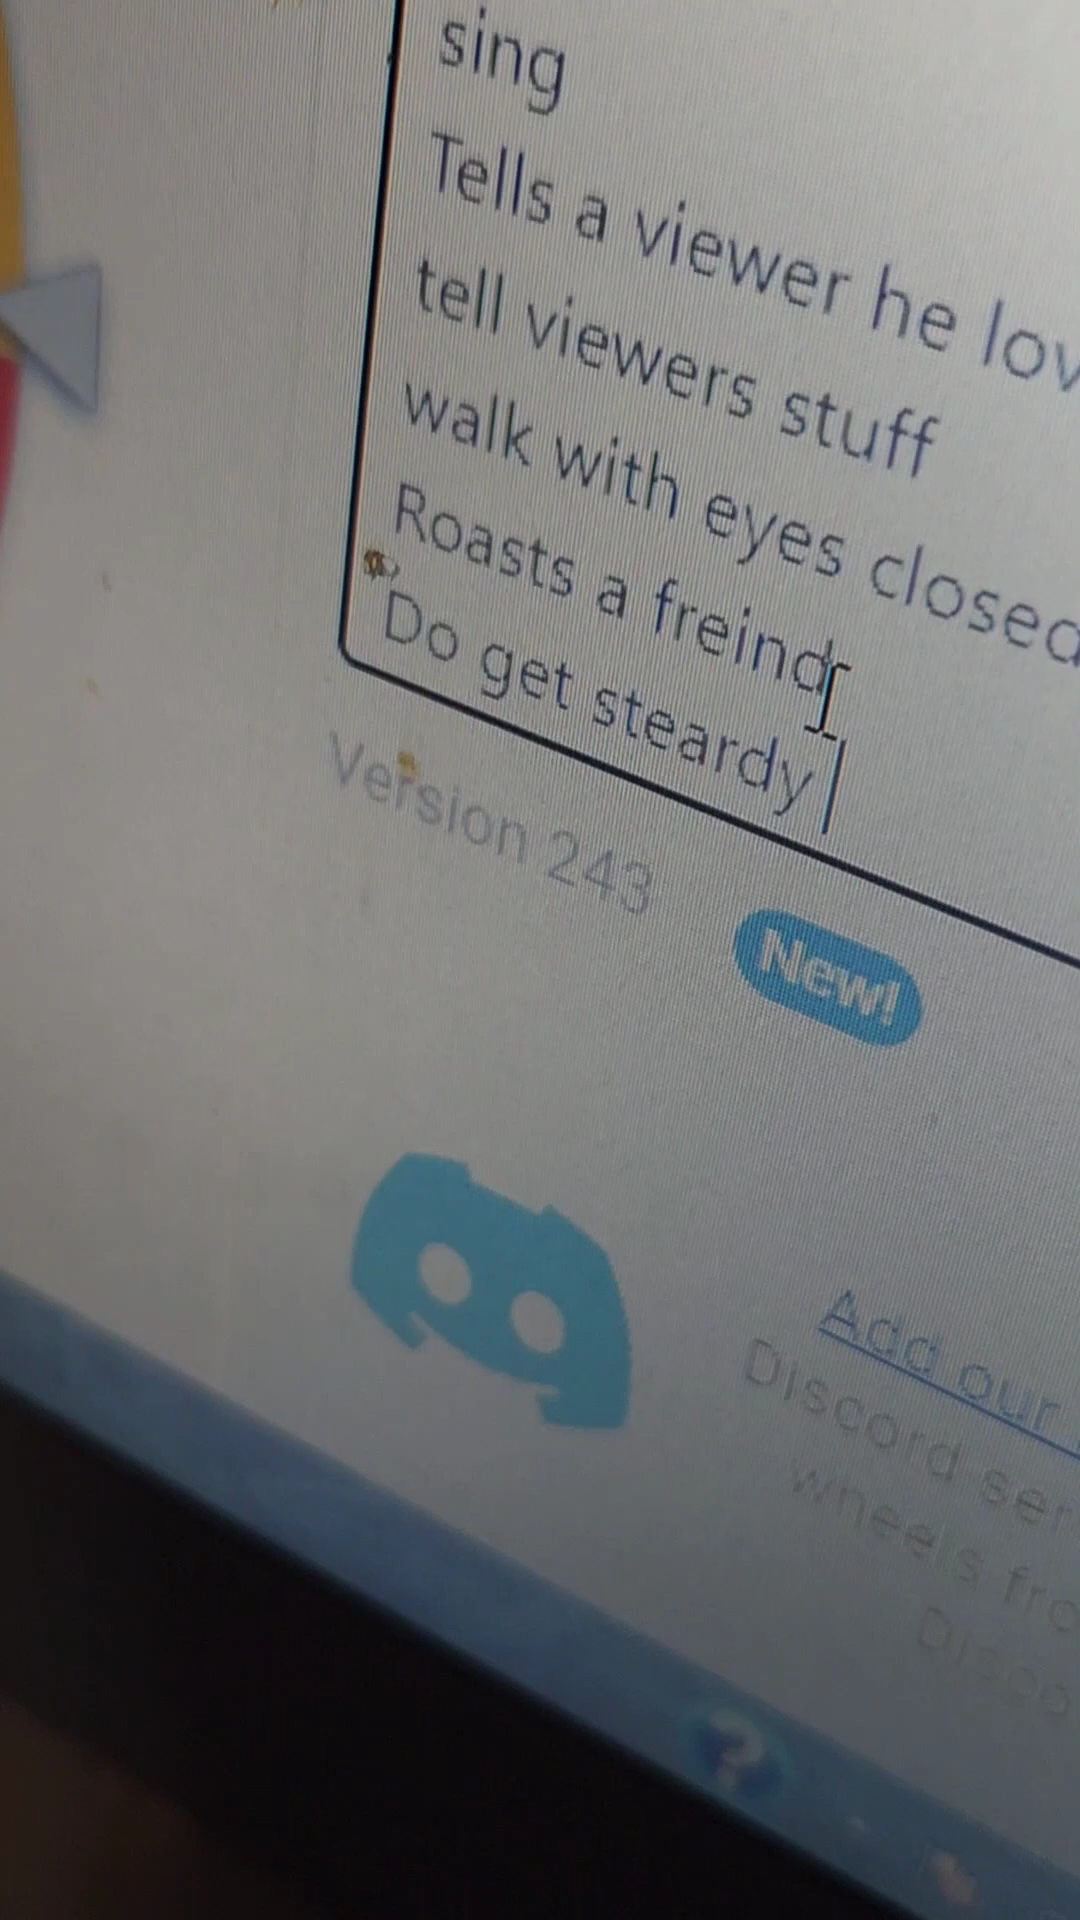 sing
Tells a viewer he lov
tell viewers stuff
walk with eyes closed
Roasts a freind
Do get steardy
Version 243
New!
Add our
Discord ser
wheels fro
Disco